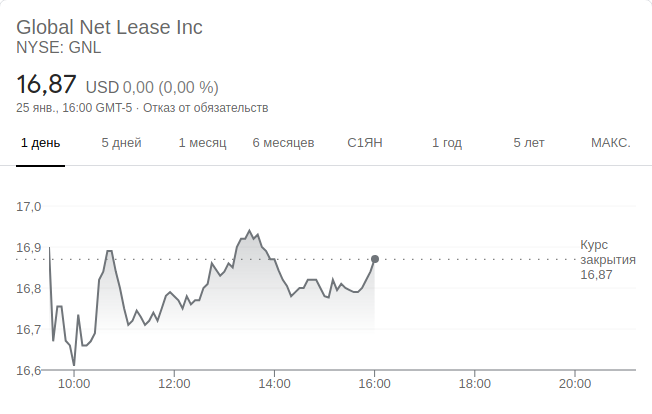 Global Net Lease Inc
NYSE: GNL
16,87 USD 0,00 (0,00 %)
25 янв., 16:00 GMT-5 · Отказ от обязательств
1 день 5 дней 1 месяц 6 месяцев С1ЯН 1 год 5 лет МАКС.
17,0
16,9
16,8
16,7
16,6
Курс
закрытия
16,87
10:00 12:00 14:00 16:00 18:00 20:00